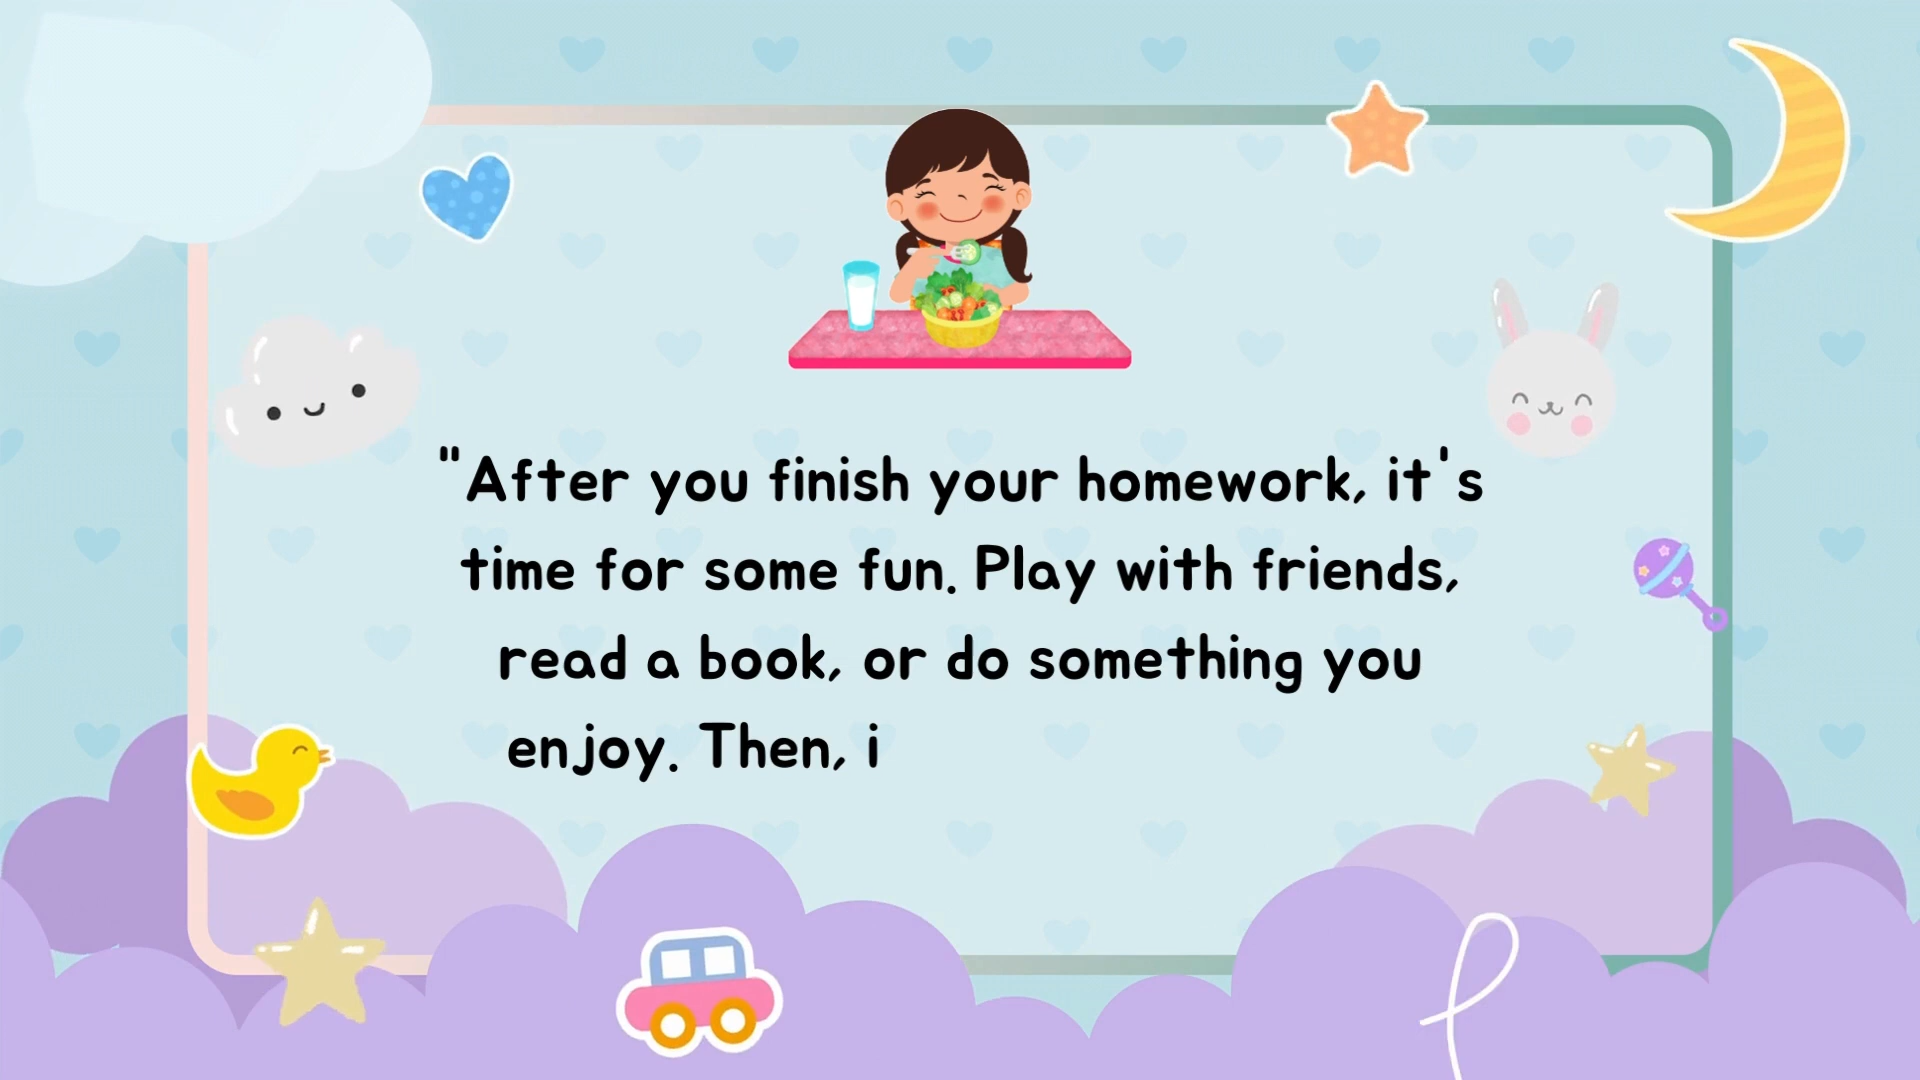 "After you finish your homework, it's
time for some fun. Play with friends,
read a book, or do something you
enjoy. Then, i